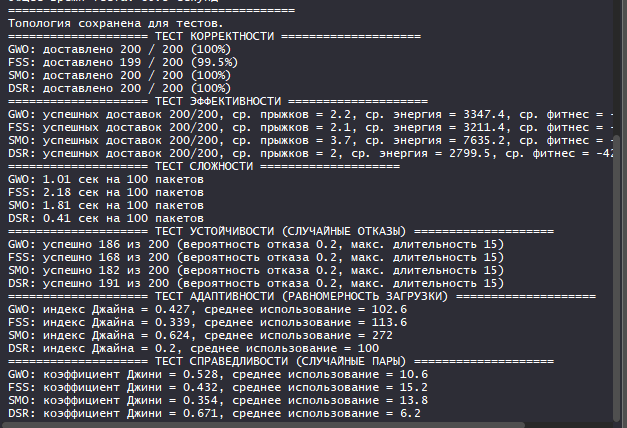 ====================================
Топология сохранена для тестов.
==================== ТЕСТ КОРРЕКТНОСТИ ====================
GWO: доставлено 200 / 200 (100%)
FSS: доставлено 199 / 200 (99.5%)
SMO: доставлено 200 / 200 (100%)
DSR: доставлено 200 / 200 (100%)
==================== ТЕСТ ЭФФЕКТИВНОСТИ ====================
GWO: успешных доставок 200/200, ср. прыжков = 2.2, ср. энергия = 3347.4, ср. фитнес = -
FSS: успешных доставок 200/200, ср. прыжков = 2.1, ср. энергия = 3211.4, ср. фитнес = -
SMO: успешных доставок 200/200, ср. прыжков = 3.7, ср. энергия = 7635.2, ср. фитнес = -
DSR: успешных доставок 200/200, ср. прыжков = 2, ср. энергия = 2799.5, ср. фитнес = -42
==================== ТЕСТ СЛОЖНОСТИ ====================
GWO: 1.01 сек на 100 пакетов
FSS: 2.18 сек на 100 пакетов
SMO: 1.81 сек на 100 пакетов
DSR: 0.41 сек на 100 пакетов
==================== ТЕСТ УСТОЙЧИВОСТИ (СЛУЧАЙНЫЕ ОТКАЗЫ) ====================
GWO: успешно 186 из 200 (вероятность отказа 0.2, макс. длительность 15)
FSS: успешно 168 из 200 (вероятность отказа 0.2, макс. длительность 15)
SMO: успешно 182 из 200 (вероятность отказа 0.2, макс. длительность 15)
DSR: успешно 191 из 200 (вероятность отказа 0.2, макс. длительность 15)
==================== ТЕСТ АДАПТИВНОСТИ (РАВНОМЕРНОСТЬ ЗАГРУЗКИ) ====================
GWO: индекс Джайна = 0.427, среднее использование = 102.6
FSS: индекс Джайна = 0.339, среднее использование = 113.6
SMO: индекс Джайна = 0.624, среднее использование = 272
DSR: индекс Джайна = 0.2, среднее использование = 100
==================== ТЕСТ СПРАВЕДЛИВОСТИ (СЛУЧАЙНЫЕ ПАРЫ) ====================
GWO: коэффициент Джини = 0.528, среднее использование = 10.6
FSS: коэффициент Джини = 0.432, среднее использование = 15.2
SMO: коэффициент Джини = 0.354, среднее использование = 13.8
DSR: коэффициент Джини = 0.671, среднее использование = 6.2